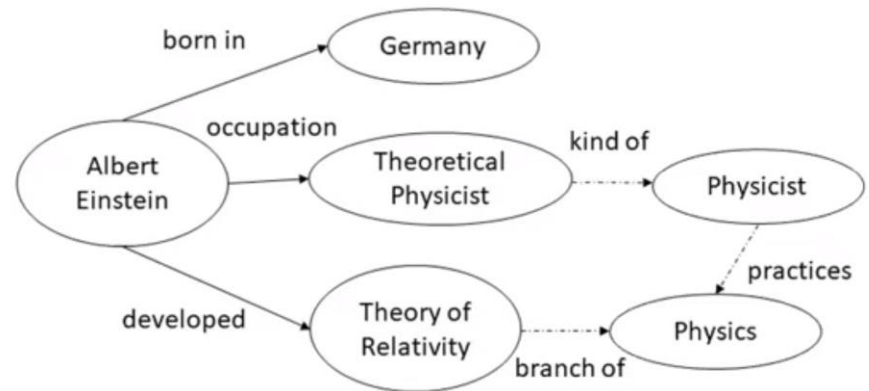 born in
Germany
occupation
kind of
Albert
Einstein
Theoretical
Physicist
Physicist
practices
developed
Theory of
Relativity
Physics
branch of